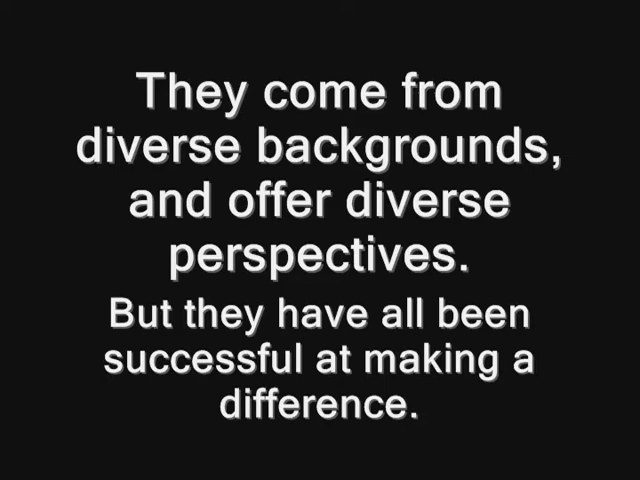 They come from
diverse backgrounds,
and offer diverse
perspectives.
But they have all been
successful at making a
difference.